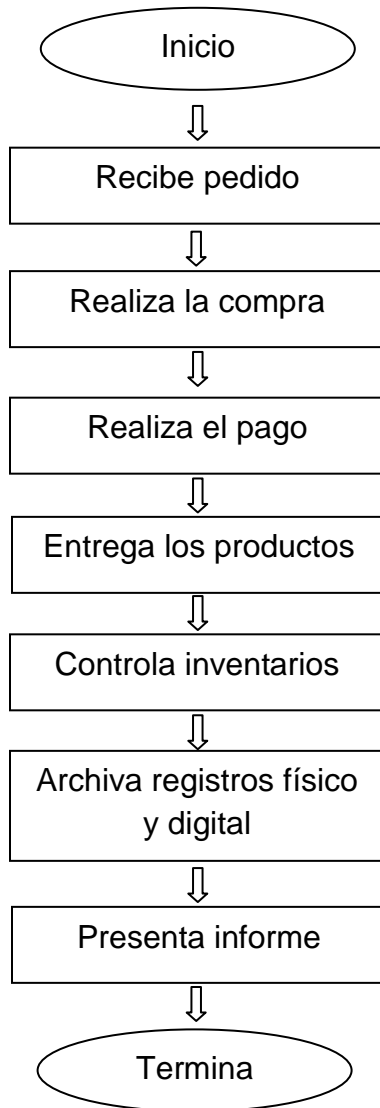 Inicio
Recibe pedido
Realiza la compra
Realiza el pago
Entrega los productos
Controla inventarios
Archiva registros físico
y digital
Presenta informe
Termina